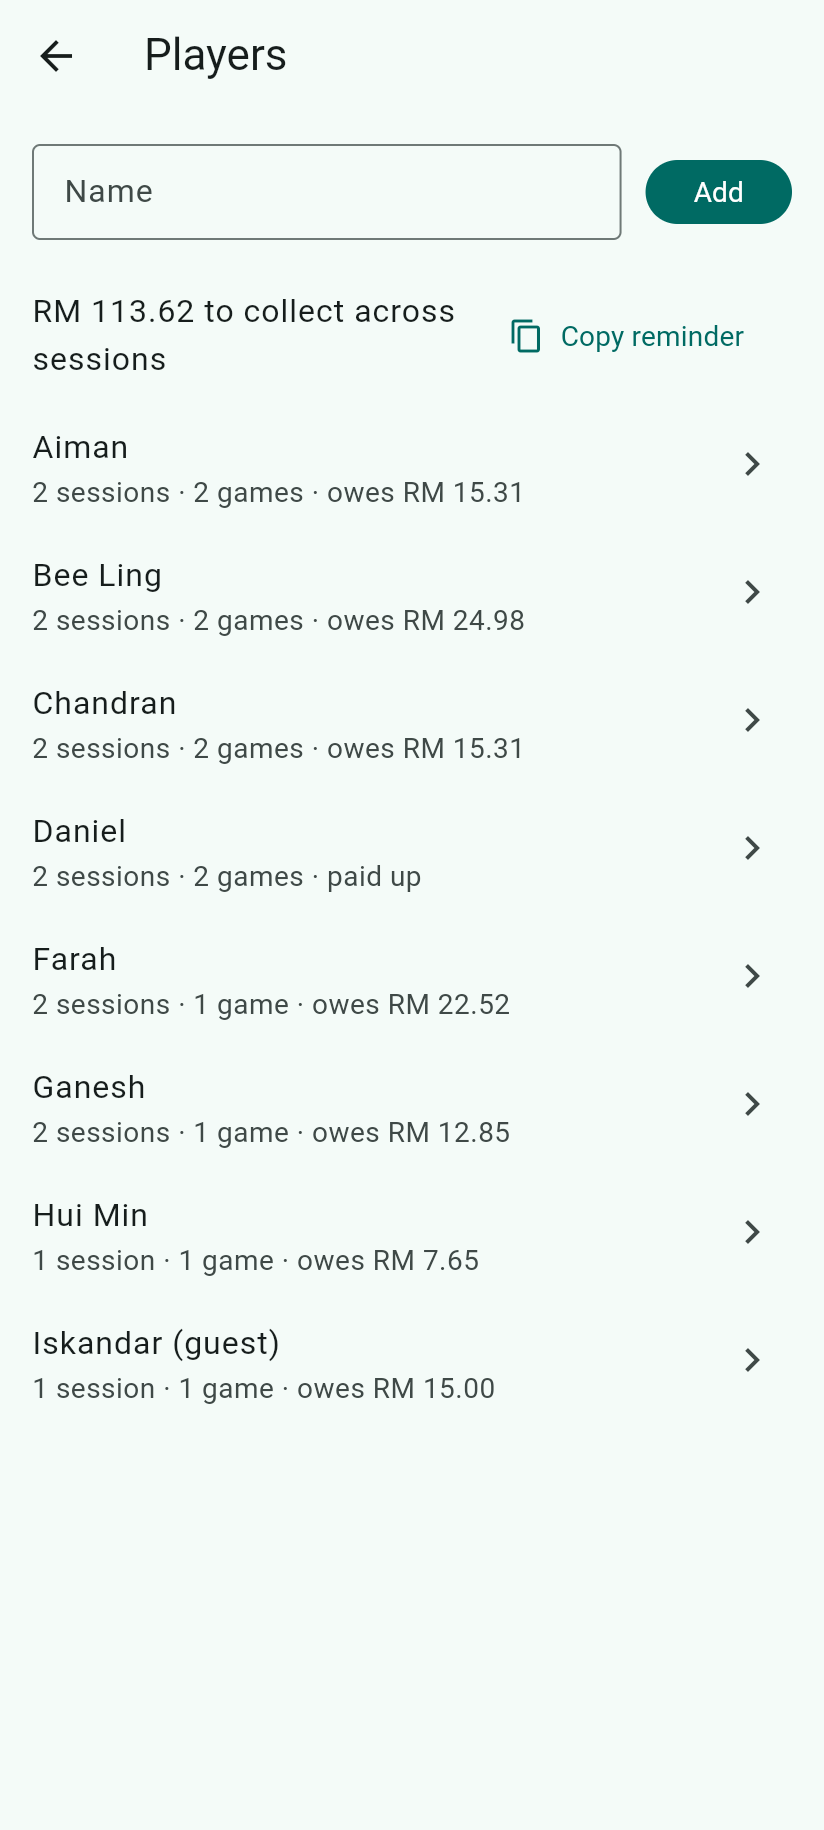 Players
Name
Add
RM 113.62 to collect across
sessions
Copy reminder
Aiman
2 sessions · 2 games · owes RM 15.31
Bee Ling
2 sessions · 2 games · owes RM 24.98
Chandran
2 sessions · 2 games · owes RM 15.31
Daniel
2 sessions · 2 games · paid up
Farah
2 sessions · 1 game · owes RM 22.52
Ganesh
2 sessions · 1 game · owes RM 12.85
Hui Min
1 session · 1 game · owes RM 7.65
Iskandar (guest)
1 session · 1 game · owes RM 15.00